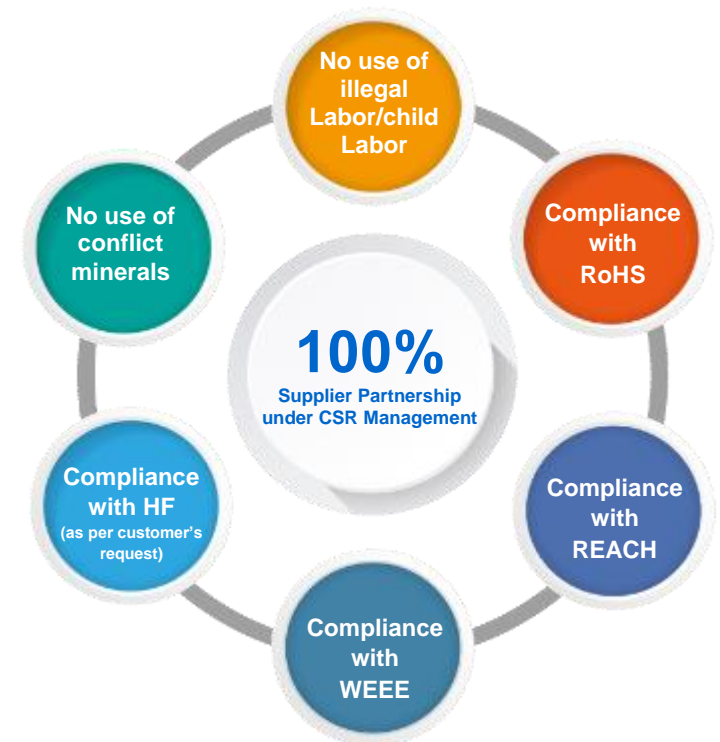 No use of
illegal
Labor/child
Labor
Compliance
with
RoHS
Compliance
with
REACH
Compliance
with
WEEE
Compliance
with HF
(as per customer's
request)
No use of
conflict
minerals
100%
Supplier Partnership
under CSR Management